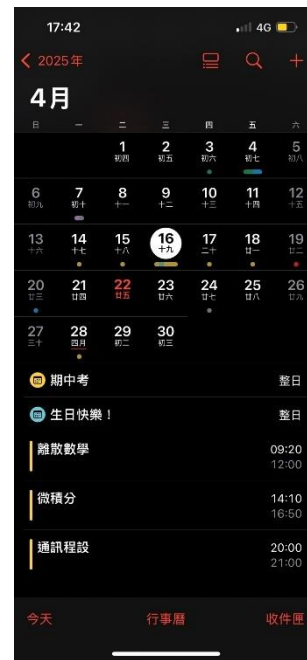 17:42 4G
2025年
4月
日 一 二 三 四 五 六
1 2 3 4 5
初四 初五 初六 初七 初八
6 7 8 9 10 11 12
初九 初十 十一 十二 十三 十四 十五
13 14 15 16 17 18 19
十六 十七 十八 十九 二十 廿一 廿二
20 21 22 23 24 25 26
廿三 廿四 廿五 廿六 廿七 廿八 廿九
27 28 29 30
三十 四月 初二 初三
期中考 整日
生日快樂！ 整日
離散數學 09:20
12:00
微積分 14:10
16:50
通訊程設 20:00
21:00
今天 行事曆 收件匣